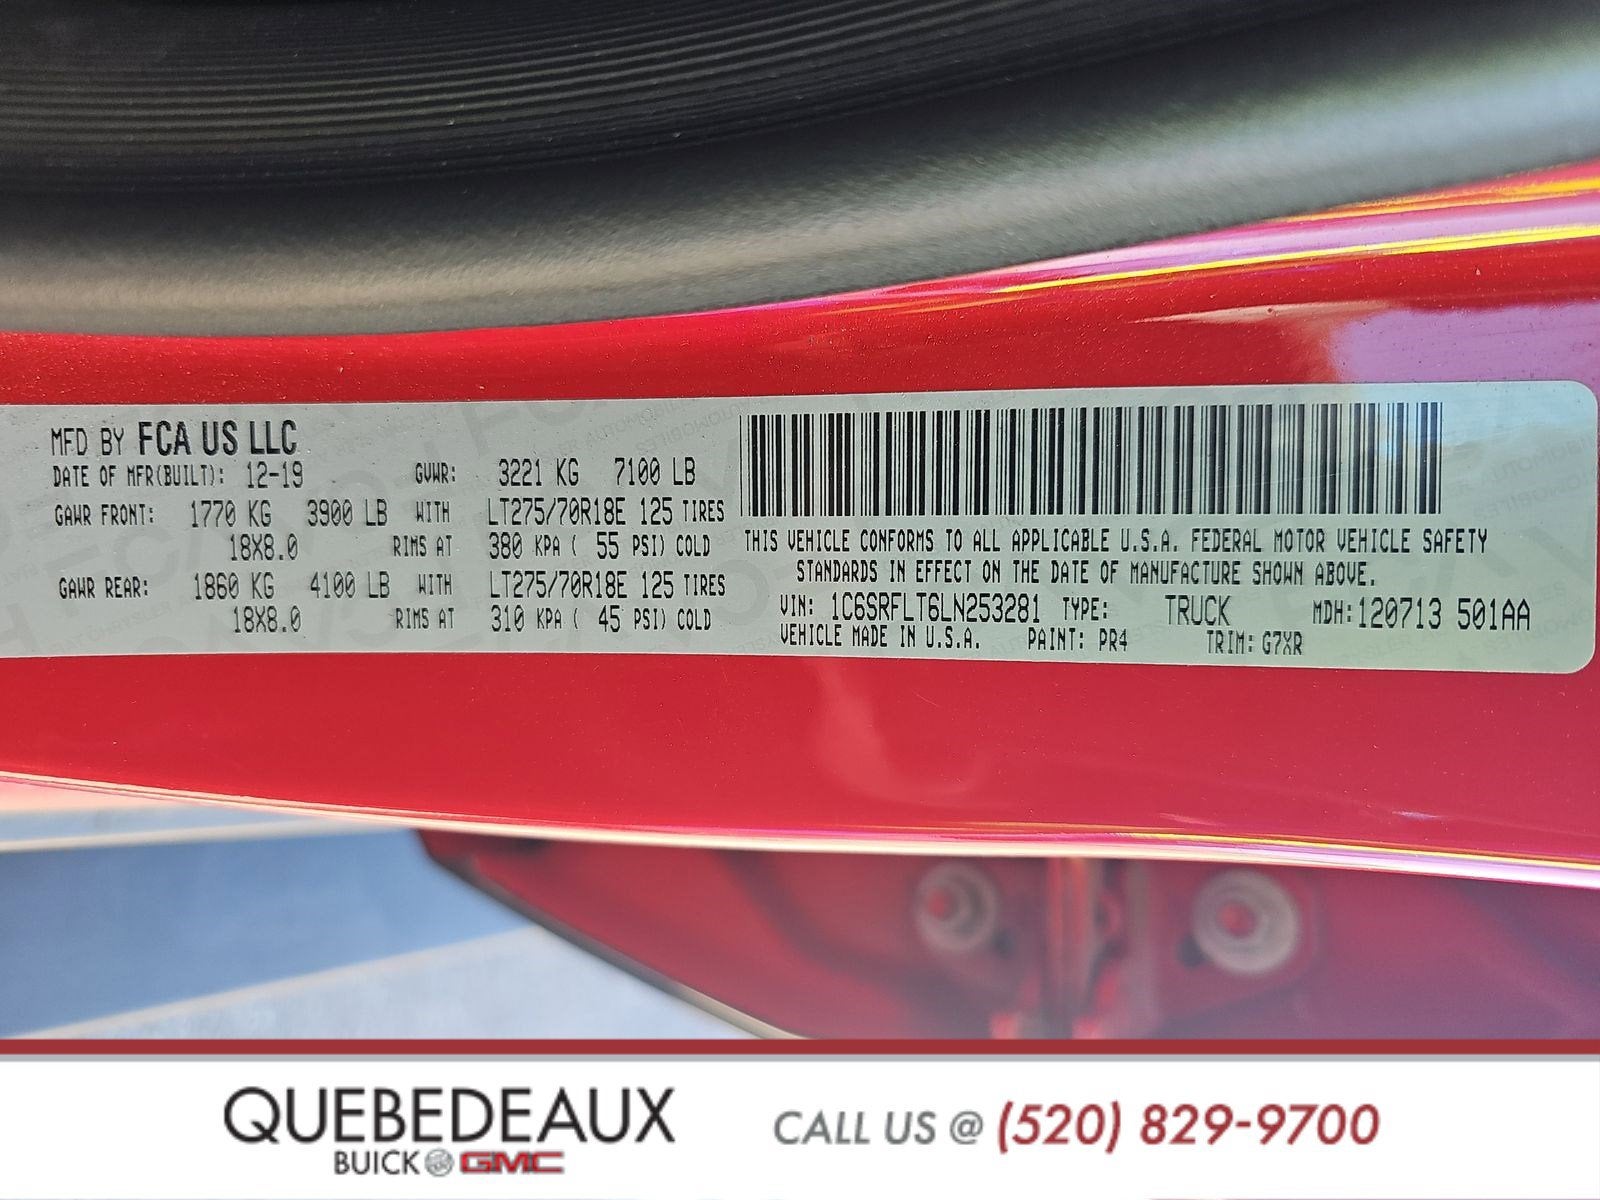 MFD BY FCA US LLC
DATE OF MFR(BUILT): 12-19 GVWR: 3221 KG 7100 LB
GAWR FRONT: 1770 KG 3900 LB WITH LT275/70R18E 125 TIRES
18X8.0 RIMS AT 380 KPA ( 55 PSI) COLD
GAWR REAR: 1860 KG 4100 LB WITH LT275/70R18E 125 TIRES
18X8.0 RIMS AT 310 KPA ( 45 PSI) COLD
THIS VEHICLE CONFORMS TO ALL APPLICABLE U.S.A. FEDERAL MOTOR VEHICLE SAFETY
STANDARDS IN EFFECT ON THE DATE OF MANUFACTURE SHOWN ABOVE.
VIN: 1C6SRFLT6LN253281 TYPE: TRUCK MDH: 120713 501AA
VEHICLE MADE IN U.S.A. PAINT: PR4 TRIM: G7XR
QUEBEDEAUX
BUICK GMC
CALL US @ (520) 829-9700